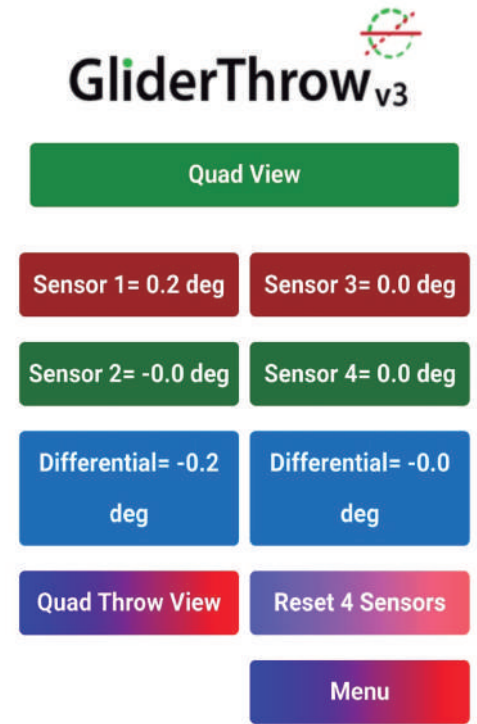 GliderThrow v3
Quad View
Sensor 1= 0.2 deg
Sensor 3= 0.0 deg
Sensor 2= -0.0 deg
Sensor 4= 0.0 deg
Differential= -0.2
deg
Differential= -0.0
deg
Quad Throw View
Reset 4 Sensors
Menu